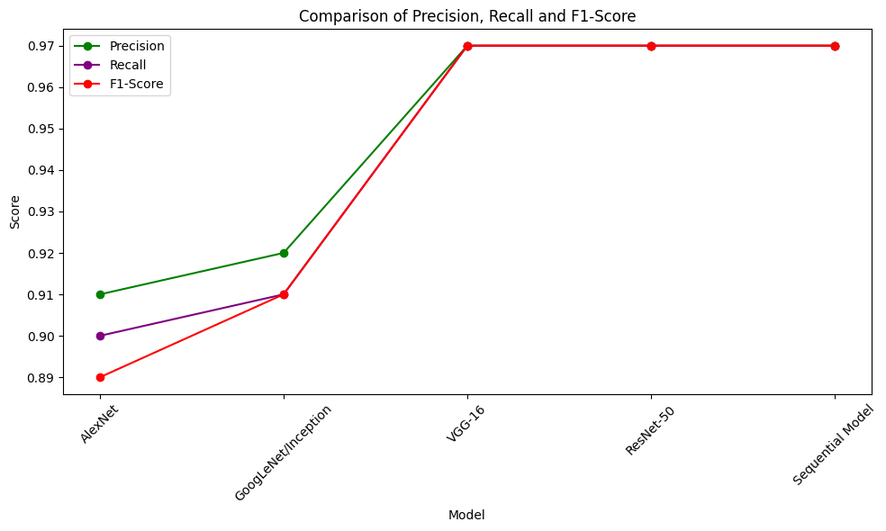 Comparison of Precision, Recall and F1-Score
Precision
Recall
F1-Score
0.97
0.96
0.95
0.94
0.93
0.92
0.91
0.90
0.89
Score
AlexNet
GoogLeNet/Inception
VGG-16
ResNet-50
Sequential Model
Model